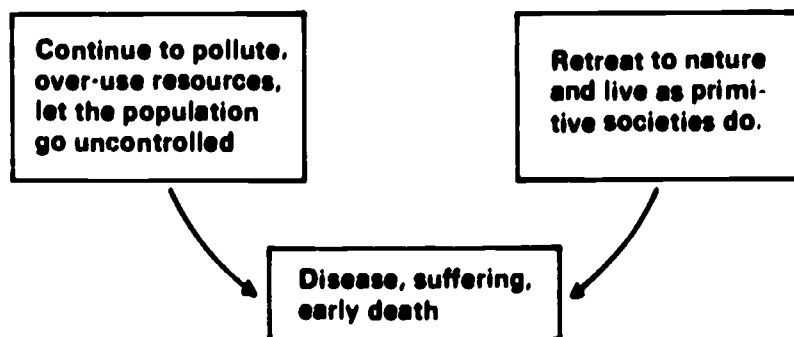 Continue to pollute,
over-use resources,
let the population
go uncontrolled
Retreat to nature
and live as primi-
tive societies do.
Disease, suffering,
early death